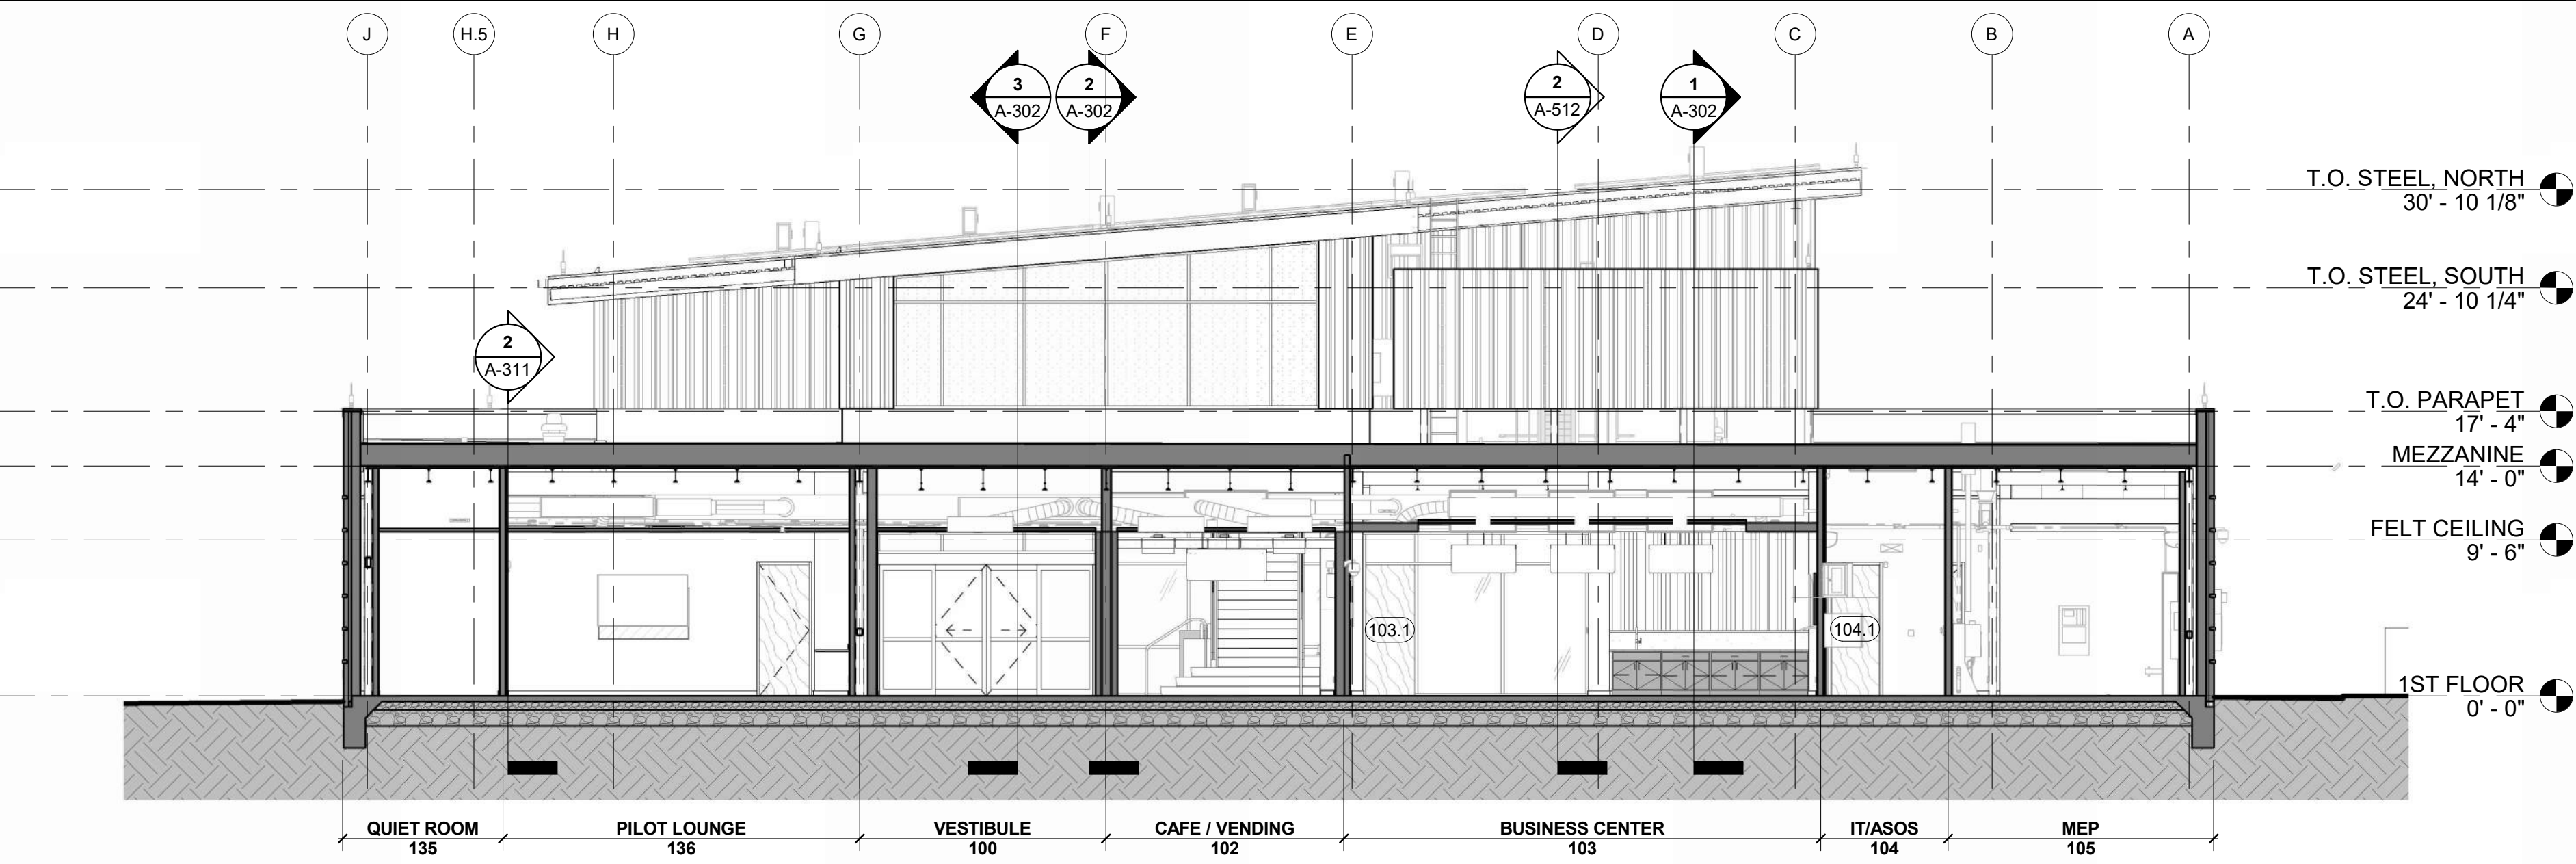 J
H.5
H
G
F
E
D
C
B
A
3
A-302
2
A-302
2
A-512
1
A-302
T.O. STEEL, NORTH
30' - 10 1/8"
T.O. STEEL, SOUTH
24' - 10 1/4"
2
A-311
T.O. PARAPET
17' - 4"
MEZZANINE
14' - 0"
FELT CEILING
9' - 6"
103.1
104.1
1ST FLOOR
0' - 0"
QUIET ROOM
135
PILOT LOUNGE
136
VESTIBULE
100
CAFE / VENDING
102
BUSINESS CENTER
103
IT/ASOS
104
MEP
105